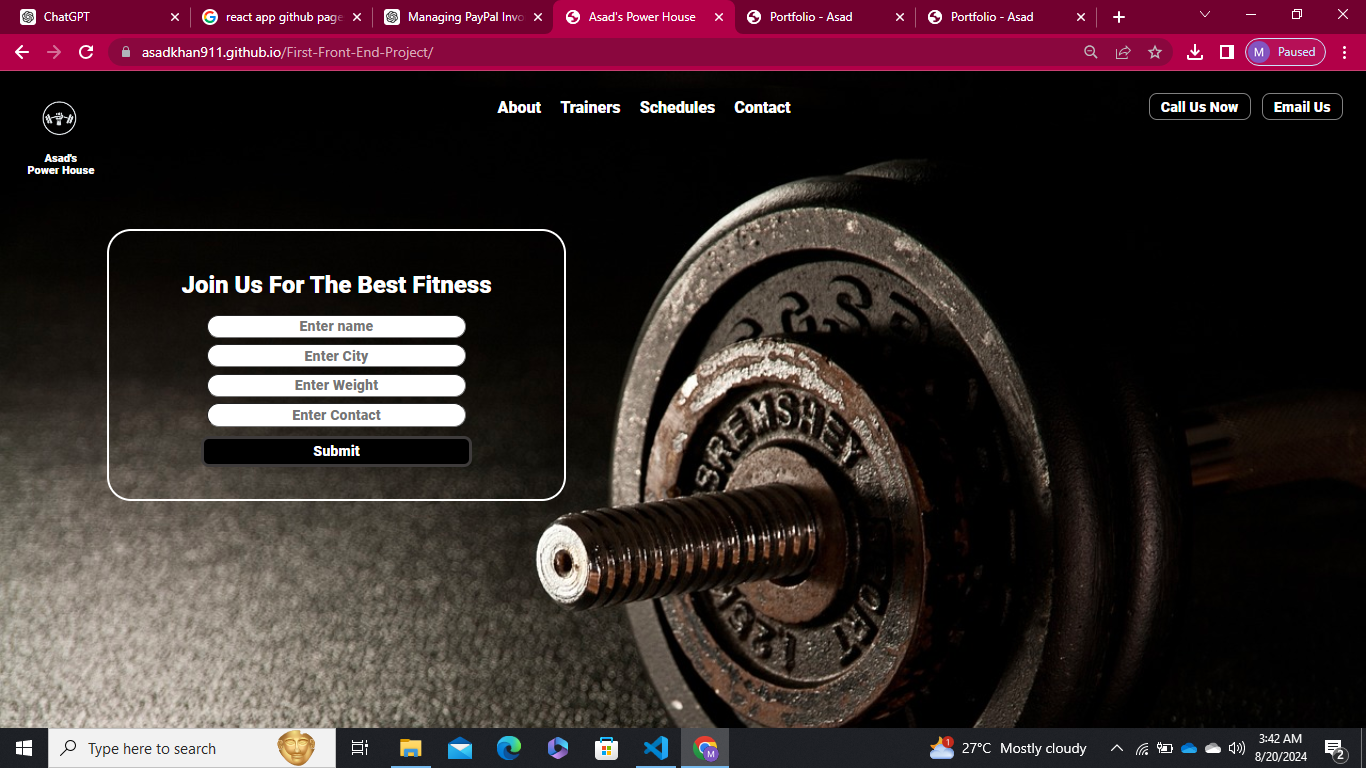 ChatGPT
react app github page
Managing PayPal Invo
Asad's Power House
Portfolio - Asad
Portfolio - Asad
asadkhan911.github.io/First-Front-End-Project/
M Paused
About Trainers Schedules Contact
Call Us Now Email Us
Asad's
Power House
Join Us For The Best Fitness
Enter name
Enter City
Enter Weight
Enter Contact
Submit
BREMSHEY
1,25
Type here to search
1
27°C Mostly cloudy
3:42 AM
8/20/2024
2
M